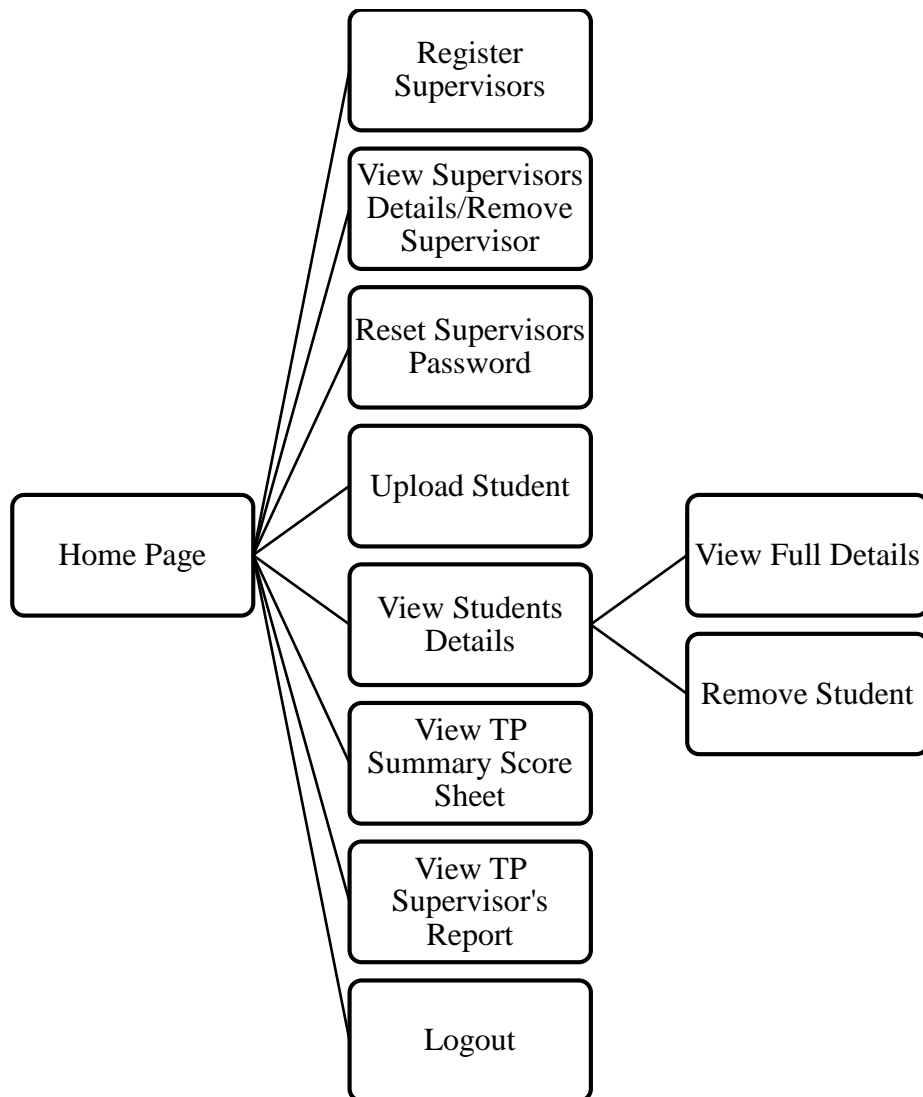 Home Page
Register
Supervisors
View Supervisors
Details/Remove
Supervisor
Reset Supervisors
Password
Upload Student
View Students
Details
View Full Details
Remove Student
View TP
Summary Score
Sheet
View TP
Supervisor's
Report
Logout